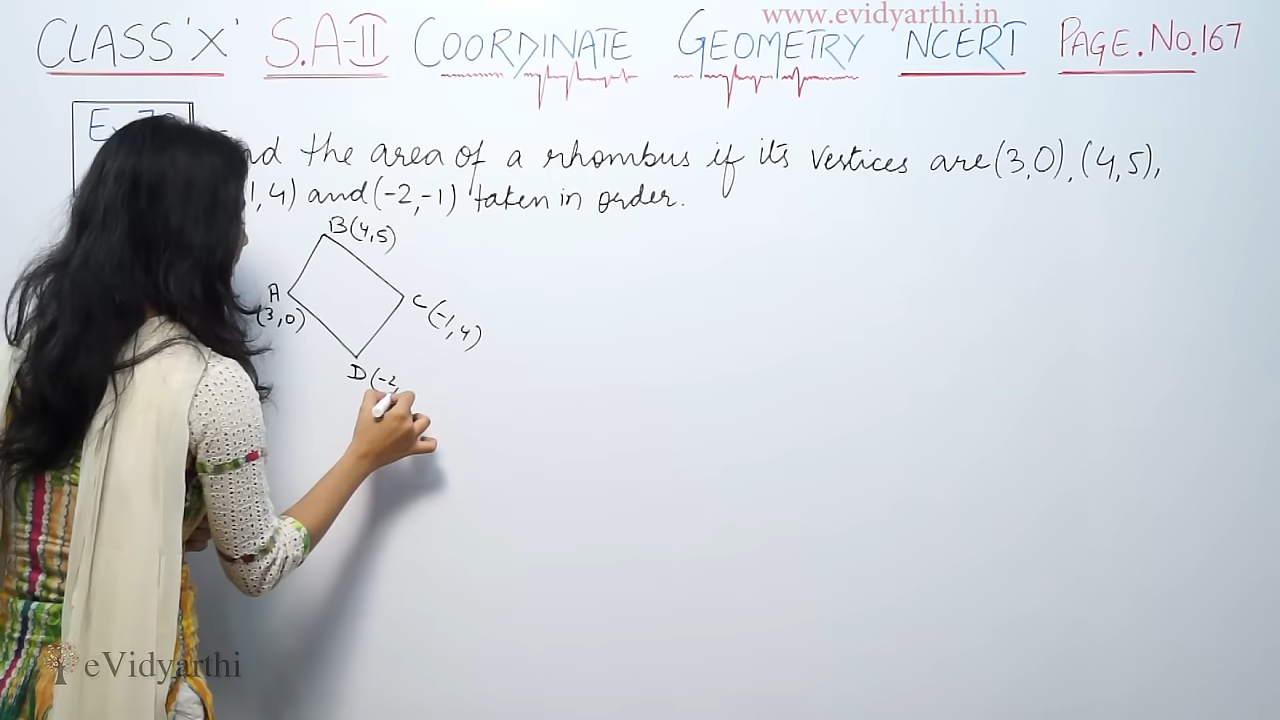 www.evidyarthi.in
CLASS 'X' S.A-II COORDINATE GEOMETRY NCERT PAGE.No.167
the area of a rhombus if its vertices are (3,0), (4,5),
1,4) and (-2,-1) taken in order.
B(4,5)
A
(3,0)
C(-1,4)
D(-2,
eVidyarthi